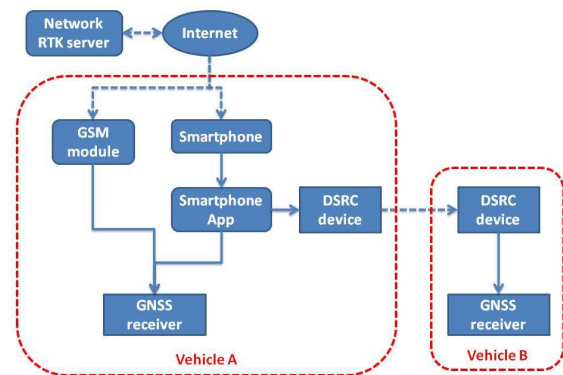 Network
RTK server
Internet
GSM
module
Smartphone
Smartphone
App
DSRC
device
DSRC
device
GNSS
receiver
GNSS
receiver
Vehicle A
Vehicle B